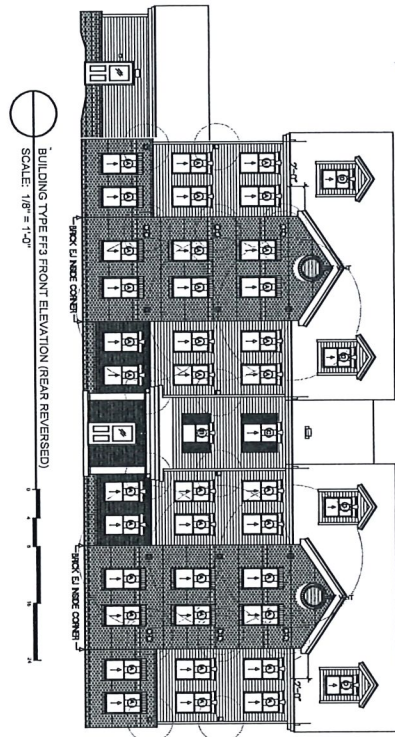 BUILDING TYPE FF3 FRONT ELEVATION (REAR REVERSED)
SCALE: 1/8" = 1'-0"
BRICK EJ INSIDE CORNER
BRICK EJ INSIDE CORNER
2'-0"
2'-0"
0 4 8 16 24